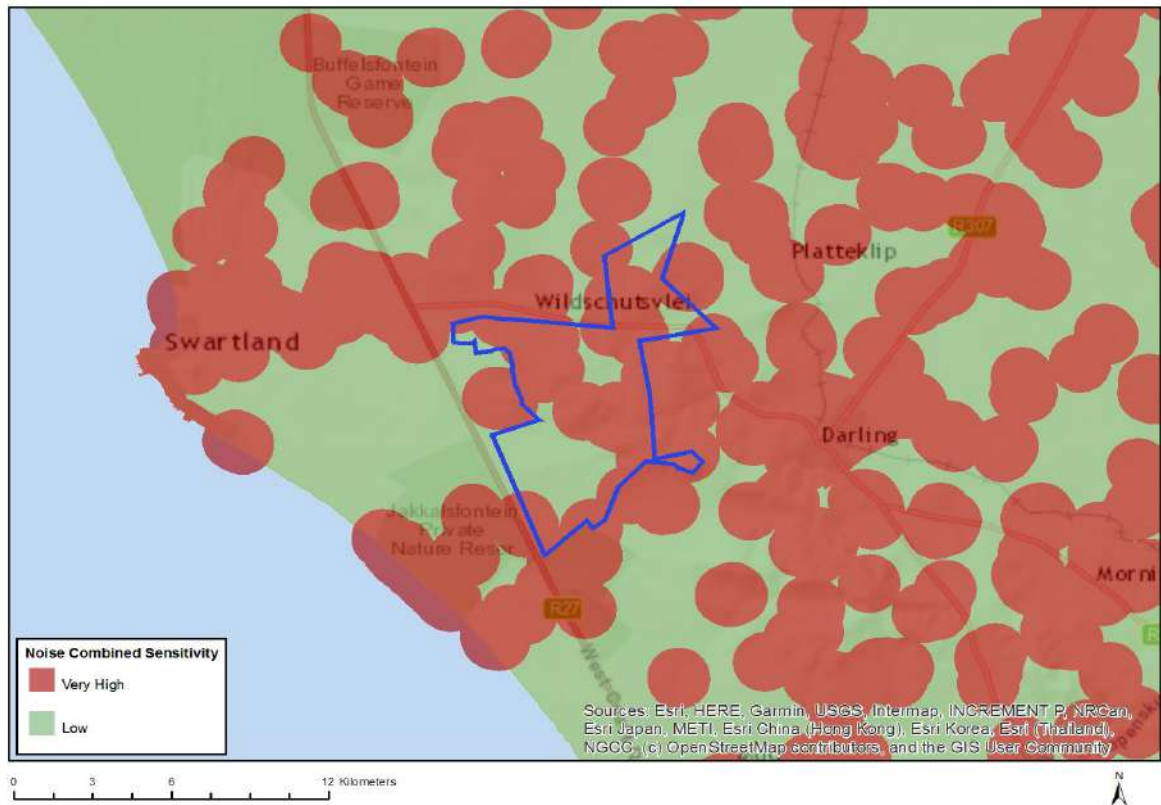 Buffelsfontein
Game
Reserve
R307
Platteklip
Wildschutsvlei
Swartland
Darling
Jakkalsfontein
Private
Nature Reser
Morni
R27
West Co
R
Noise Combined Sensitivity
Very High
Low
Sources: Esri, HERE, Garmin, USGS, Intermap, INCREMENT P, NRCan,
Esri Japan, METI, Esri China (Hong Kong), Esri Korea, Esri (Thailand),
NGCC, (c) OpenStreetMap contributors, and the GIS User Community
0 3 6 12 Kilometers
N